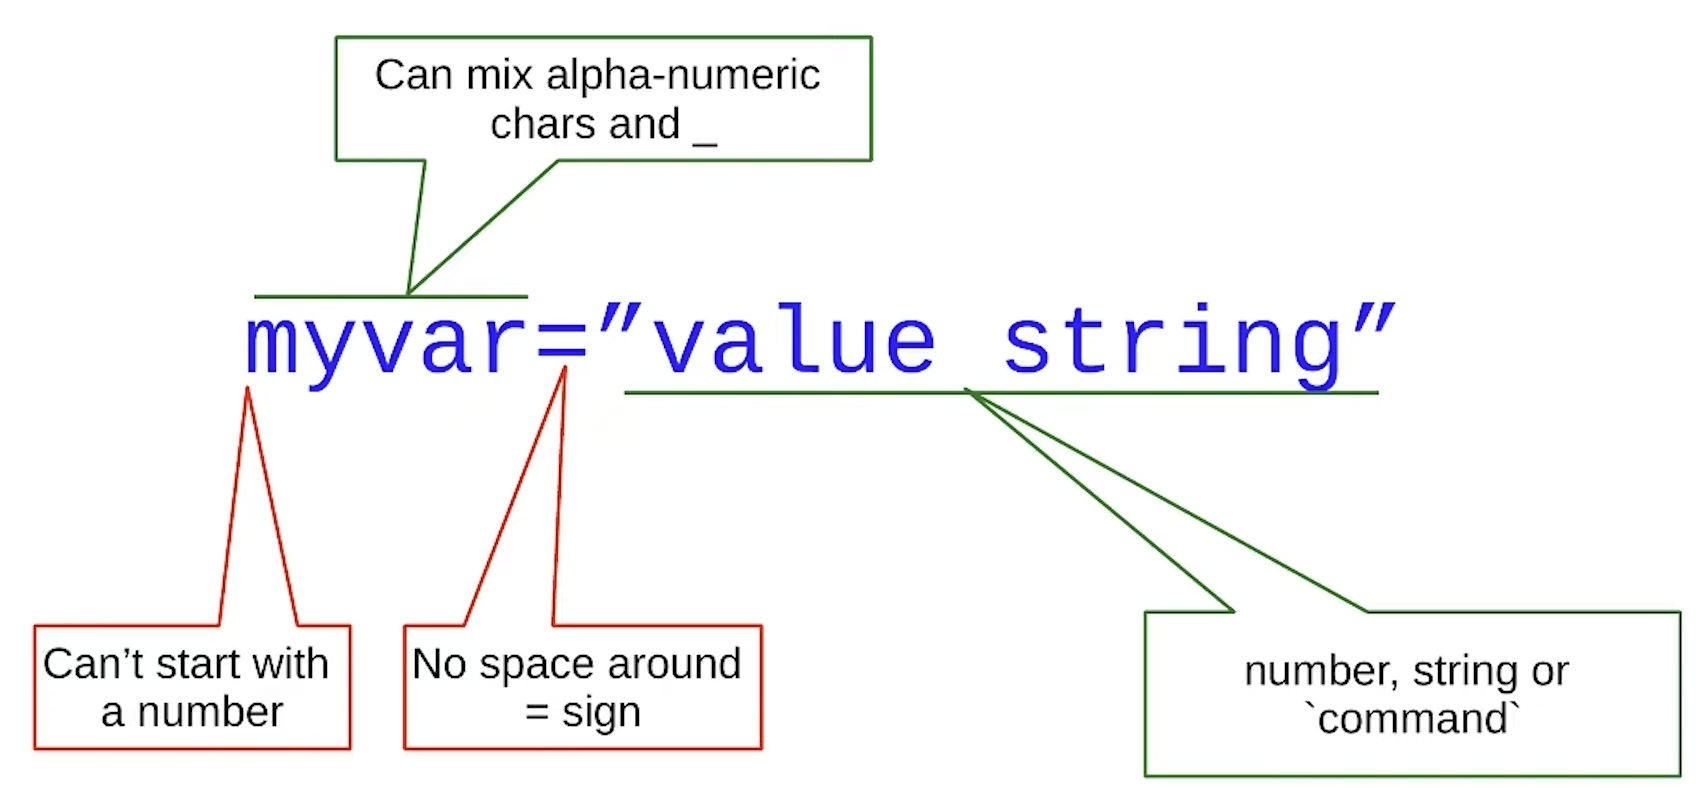 Can mix alpha-numeric
chars and _
myvar=”value string”
Can’t start with
a number
No space around
= sign
number, string or
`command`